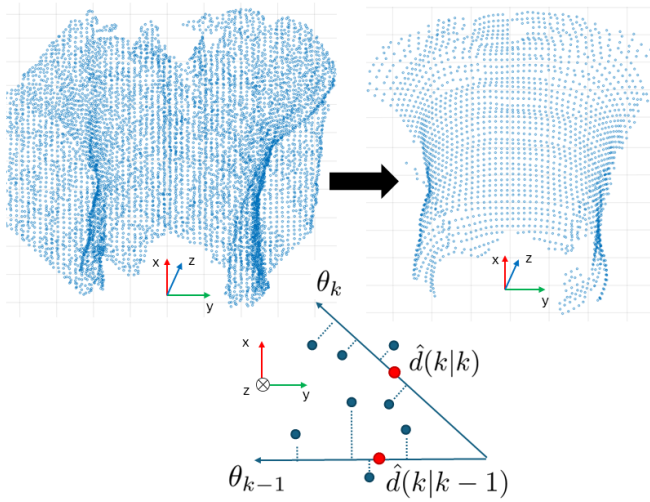 x
z
y
x
z
y
θ_k
x
z
y
d̂(k|k)
θ_{k−1}
d̂(k|k − 1)